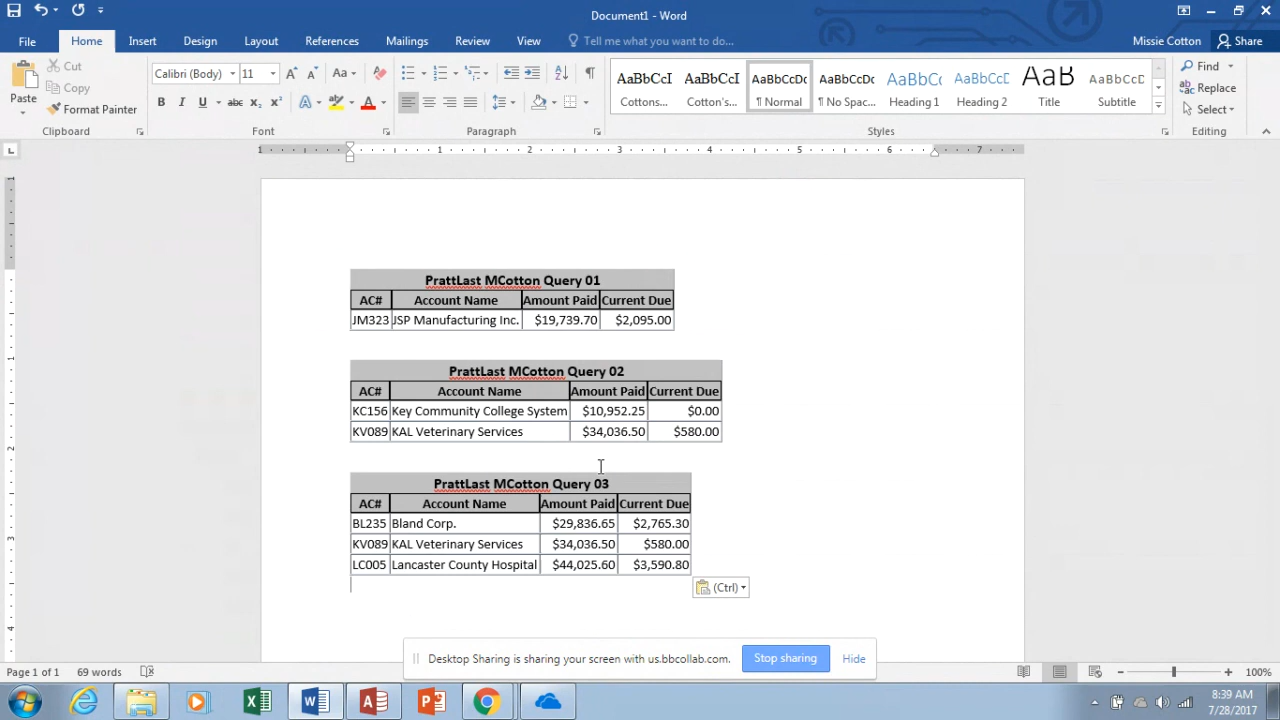 Document1 - Word
File Home Insert Design Layout References Mailings Review View Tell me what you want to do... Missie Cotton Share
Cut
Copy
Format Painter
Paste
Clipboard
Calibri (Body) 11
Font
Paragraph
AaBbCcI AaBbCcI AaBbCcDc AaBbCcDc AaBbC AaBbCcD AaB AaBbCcD
Cottons... Cotton's... ¶ Normal ¶ No Spac... Heading 1 Heading 2 Title Subtitle
Styles
Find
Replace
Select
Editing
1 1 2 3 4 5 6 7
PrattLast MCotton Query 01
AC# Account Name Amount Paid Current Due
JM323 JSP Manufacturing Inc. $19,739.70 $2,095.00
PrattLast MCotton Query 02
AC# Account Name Amount Paid Current Due
KC156 Key Community College System $10,952.25 $0.00
KV089 KAL Veterinary Services $34,036.50 $580.00
PrattLast MCotton Query 03
AC# Account Name Amount Paid Current Due
BL235 Bland Corp. $29,836.65 $2,765.30
KV089 KAL Veterinary Services $34,036.50 $580.00
LC005 Lancaster County Hospital $44,025.60 $3,590.80
(Ctrl)
Desktop Sharing is sharing your screen with us.bbcollab.com. Stop sharing Hide
Page 1 of 1 69 words 100%
8:39 AM
7/28/2017